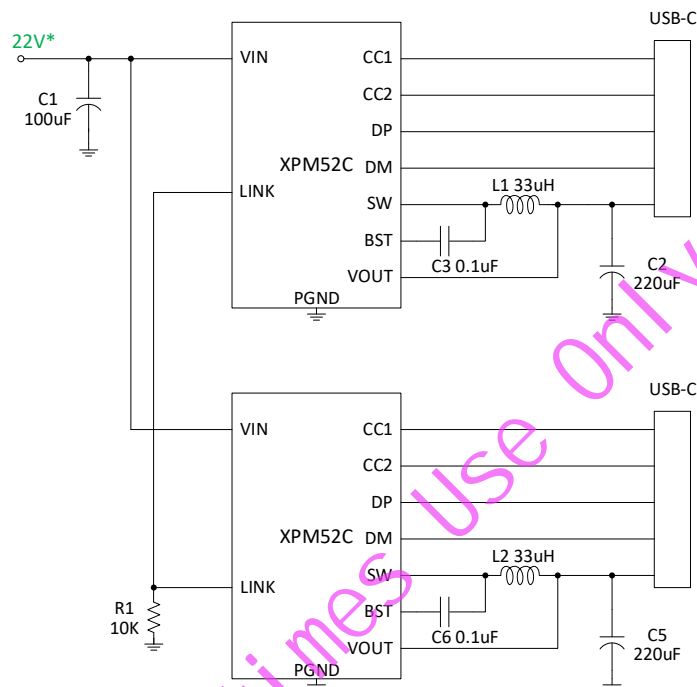 USB-C
22V*
VIN
CC1
CC2
C1
100uF
DP
XPM52C
DM
LINK
L1 33uH
SW
BST
C3 0.1uF
C2
220uF
VOUT
PGND
USB-C
VIN
CC1
CC2
DP
XPM52C
DM
L2 33uH
LINK
SW
R1
10K
BST
C6 0.1uF
C5
220uF
VOUT
PGND
Times Use Only